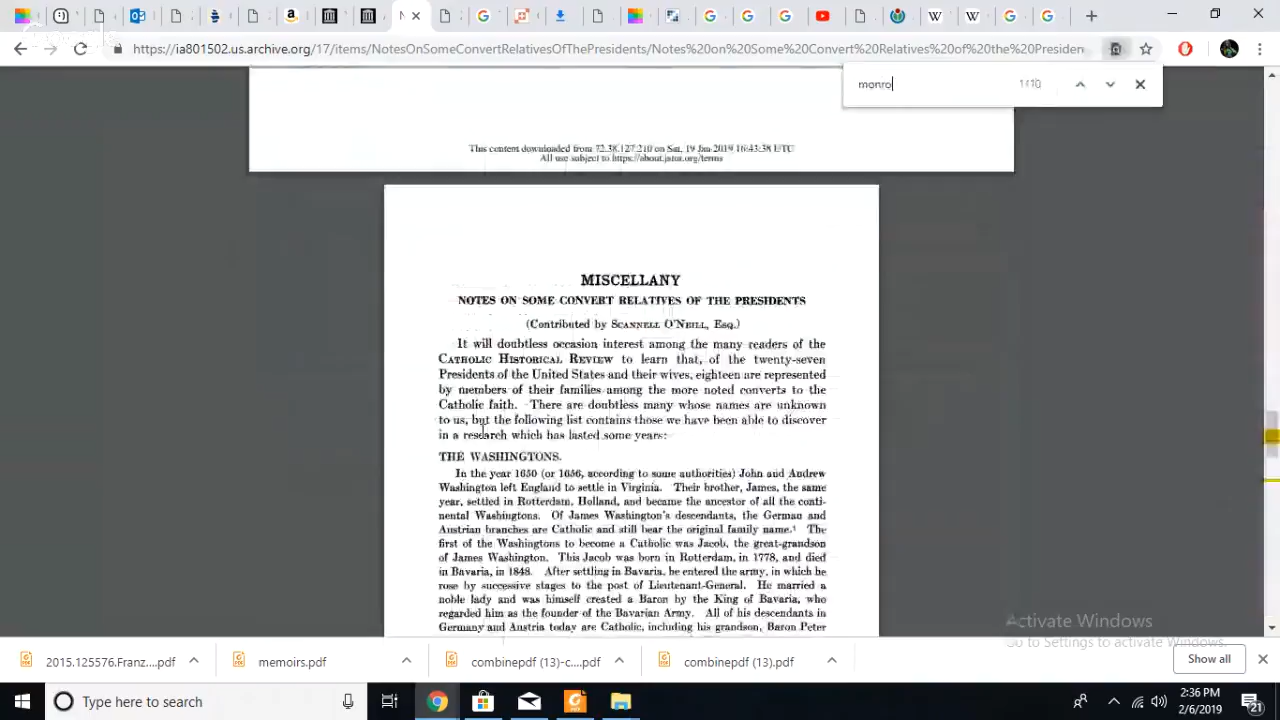 N
https://ia801502.us.archive.org/17/items/NotesOnSomeConvertRelativesOfThePresidents/Notes%20on%20Some%20Convert%20Relatives%20of%20the%20Presiden
monro
This content downloaded from 72.38.127.210 on Sat, 19 Jan 2019 16:43:38 UTC
All use subject to https://about.jstor.org/terms
MISCELLANY
NOTES ON SOME CONVERT RELATIVES OF THE PRESIDENTS
(Contributed by SCANNELL O'NEILL, ESQ.)
It will doubtless occasion interest among the many readers of the
CATHOLIC HISTORICAL REVIEW to learn that, of the twenty-seven
Presidents of the United States and their wives, eighteen are represented
by members of their families among the more noted converts to the
Catholic faith. There are doubtless many whose names are unknown
to us, but the following list contains those we have been able to discover
in a research which has lasted some years:
THE WASHINGTONS.
In the year 1650 (or 1656, according to some authorities) John and Andrew
Washington left England to settle in Virginia. Their brother, James, the same
year, settled in Rotterdam, Holland, and became the ancestor of all the conti-
nental Washingtons. Of James Washington's descendants, the German and
Austrian branches are Catholic and still bear the original family name.¹ The
first of the Washingtons to become a Catholic was Jacob, the great-grandson
of James Washington. This Jacob was born in Rotterdam, in 1778, and died
in Bavaria, in 1848. After settling in Bavaria, he entered the army, in which he
rose by successive stages to the post of Lieutenant-General. He married a
noble lady and was himself created a Baron by the King of Bavaria, who
regarded him as the founder of the Bavarian Army. All of his descendants in
Germany and Austria today are Catholic, including his grandson, Baron Peter
Activate Windows
Go to Settings to activate Windows.
2015.125576.Franz....pdf
memoirs.pdf
combinepdf (13)-c....pdf
combinepdf (13).pdf
Show all
Type here to search
2:36 PM
2/6/2019
21